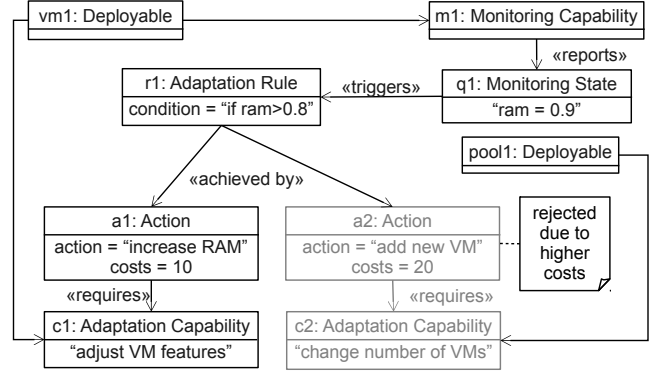 vm1: Deployable
m1: Monitoring Capability
«reports»
r1: Adaptation Rule
condition = “if ram>0.8”
«triggers»
q1: Monitoring State
“ram = 0.9”
pool1: Deployable
«achieved by»
a1: Action
action = “increase RAM”
costs = 10
a2: Action
action = “add new VM”
costs = 20
rejected
due to
higher
costs
«requires»
«requires»
c1: Adaptation Capability
“adjust VM features”
c2: Adaptation Capability
“change number of VMs”